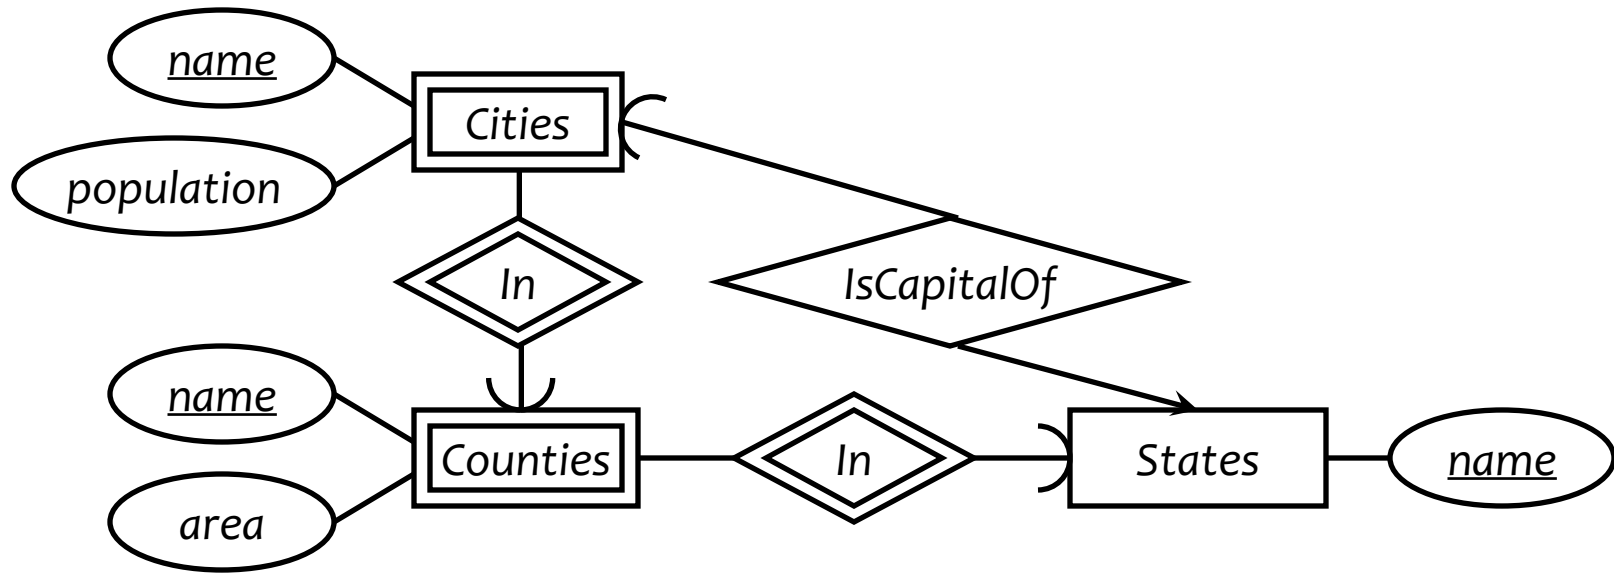 name
Cities
population
In
IsCapitalOf
name
Counties
In
States
name
area